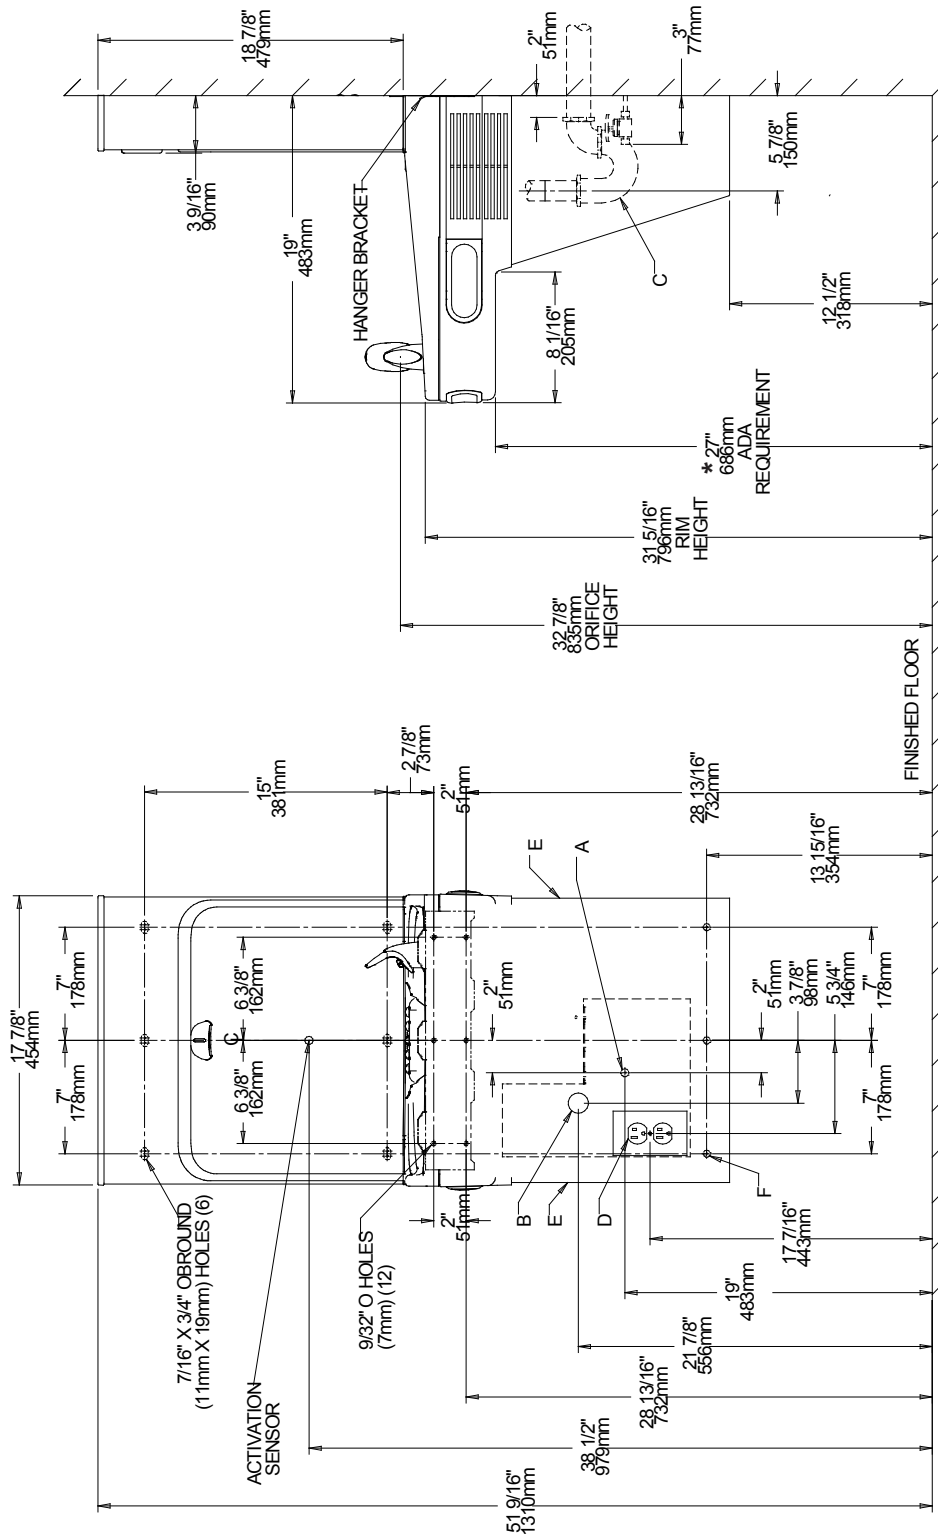 18 7/8"
479mm
3 9/16"
90mm
19"
483mm
HANGER BRACKET
2"
51mm
3"
77mm
5 7/8"
150mm
C
8 1/16"
205mm
12 1/2"
318mm
* 27"
686mm
ADA
REQUIREMENT
31 5/16"
796mm
RIM
HEIGHT
32 7/8"
835mm
ORIFICE
HEIGHT
FINISHED FLOOR
17 7/8"
454mm
7"
178mm
7"
178mm
15"
381mm
2 7/8"
73mm
2"
51mm
28 13/16"
732mm
13 15/16"
354mm
6 3/8"
162mm
6 3/8"
162mm
C
7/16" X 3/4" OBROUND
(11mm X 19mm) HOLES (6)
ACTIVATION
SENSOR
9/32" O HOLES
(7mm) (12)
2"
51mm
2"
51mm
E
A
B
E
D
F
2"
51mm
3 7/8"
98mm
5 3/4"
146mm
7"
178mm
7"
178mm
17 7/16"
443mm
19"
483mm
21 7/8"
556mm
28 13/16"
732mm
38 1/2"
979mm
51 9/16"
1310mm